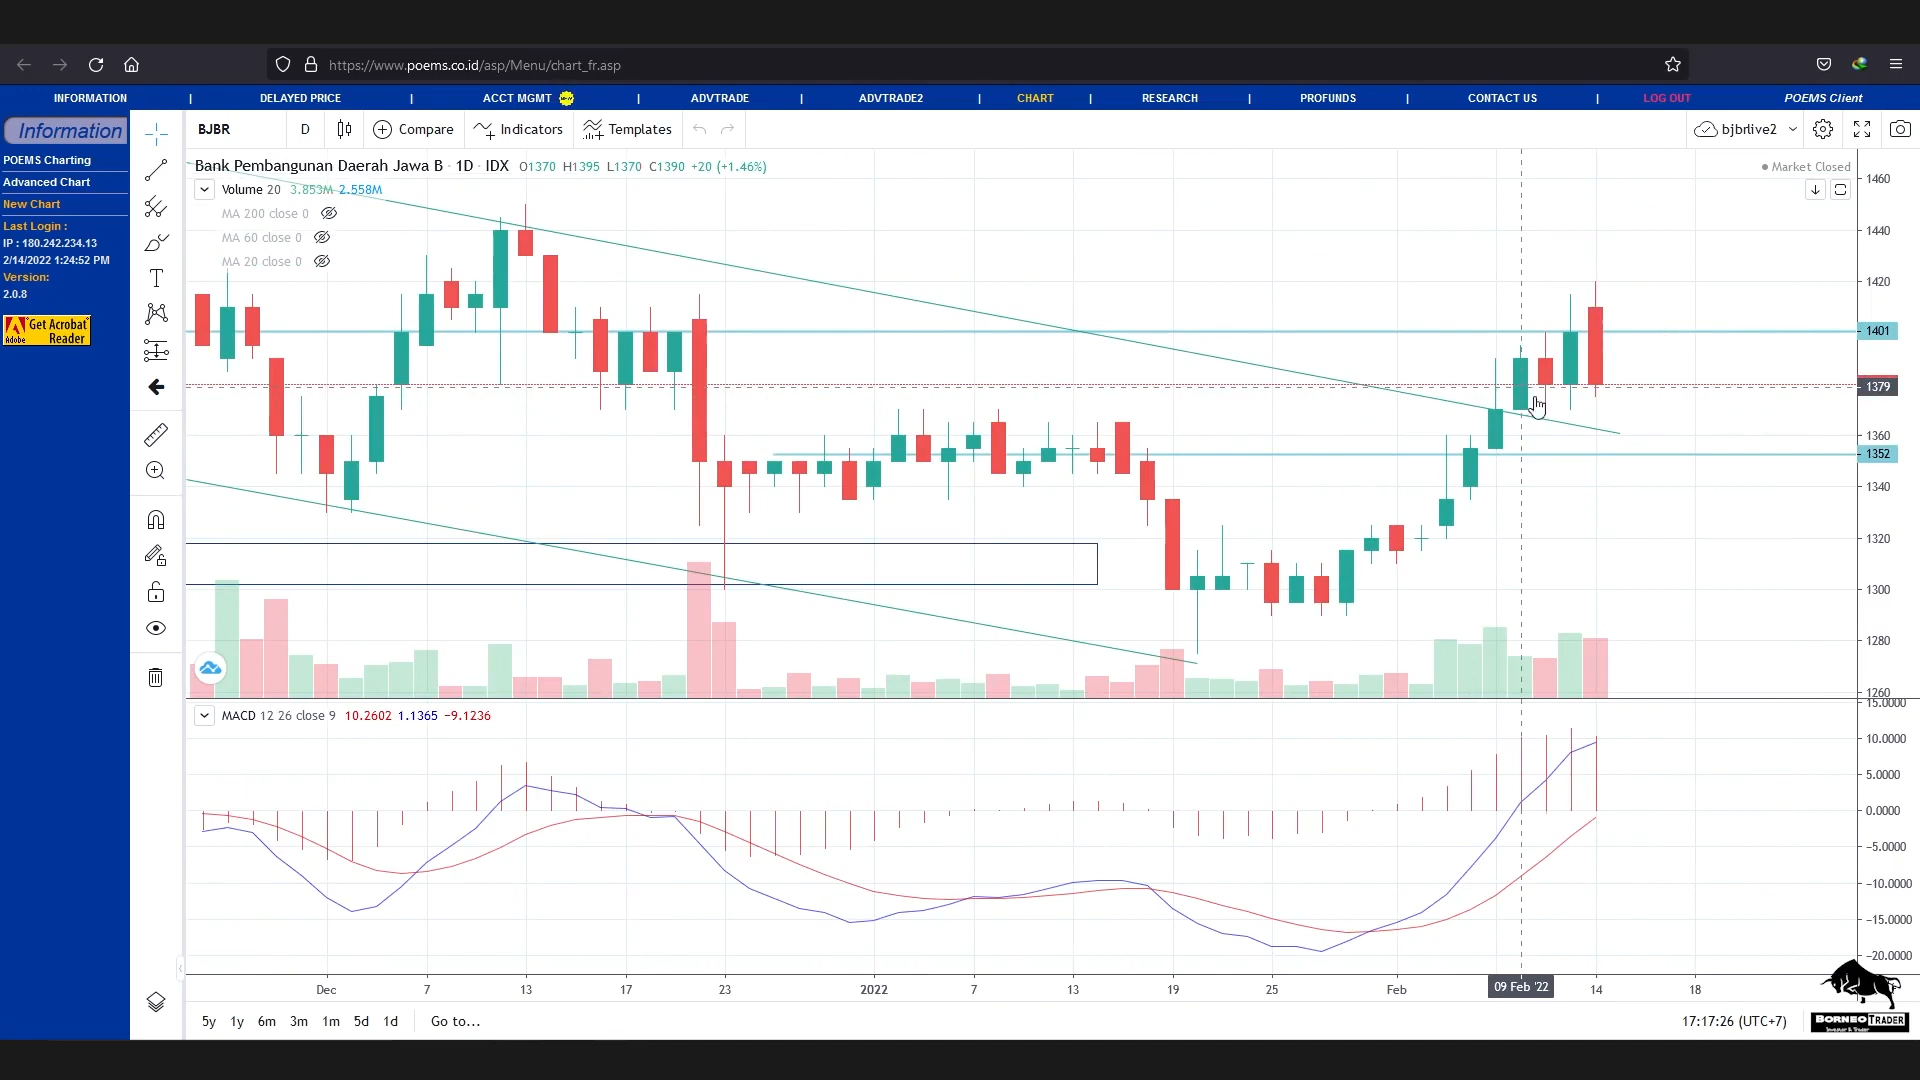 https://www.poems.co.id/asp/Menu/chart_fr.asp
INFORMATION | DELAYED PRICE | ACCT MGMT | ADVTRADE | ADVTRADE2 | CHART | RESEARCH | PROFUNDS | CONTACT US | LOG OUT POEMS Client
Information
POEMS Charting
Advanced Chart
New Chart
Last Login :
IP : 180.242.234.13
2/14/2022 1:24:52 PM
Version:
2.0.8
Get Acrobat
Adobe Reader
BJBR D Compare Indicators Templates bjbrlive2
Bank Pembangunan Daerah Jawa B · 1D · IDX O1370 H1395 L1370 C1390 +20 (+1.46%)
Market Closed
Volume 20 3.853M 2.558M
MA 200 close 0
MA 60 close 0
MA 20 close 0
1460
1440
1420
1401
1379
1360
1352
1340
1320
1300
1280
1260
MACD 12 26 close 9 10.2602 1.1365 −9.1236
15.0000
10.0000
5.0000
0.0000
−5.0000
−10.0000
−15.0000
−20.0000
Dec 7 13 17 23 2022 7 13 19 25 Feb 09 Feb '22 14 18
5y 1y 6m 3m 1m 5d 1d Go to...
17:17:26 (UTC+7)
BORNEO TRADER
Investor & Trader